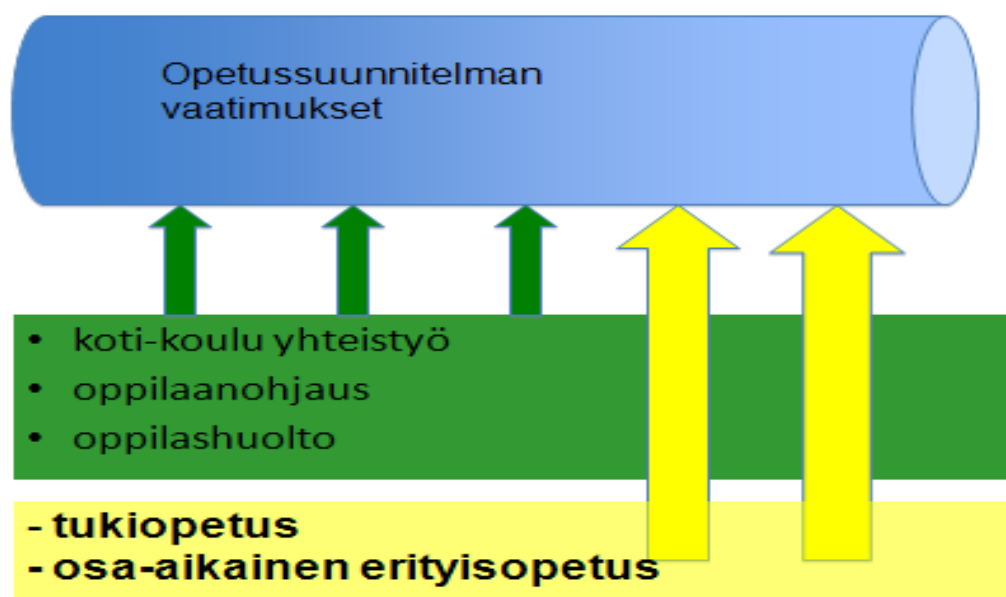 Opetussuunnitelman
vaatimukset
• koti-koulu yhteistyö
• oppilaanohjaus
• oppilashuolto
- tukiopetus
- osa-aikainen erityisopetus